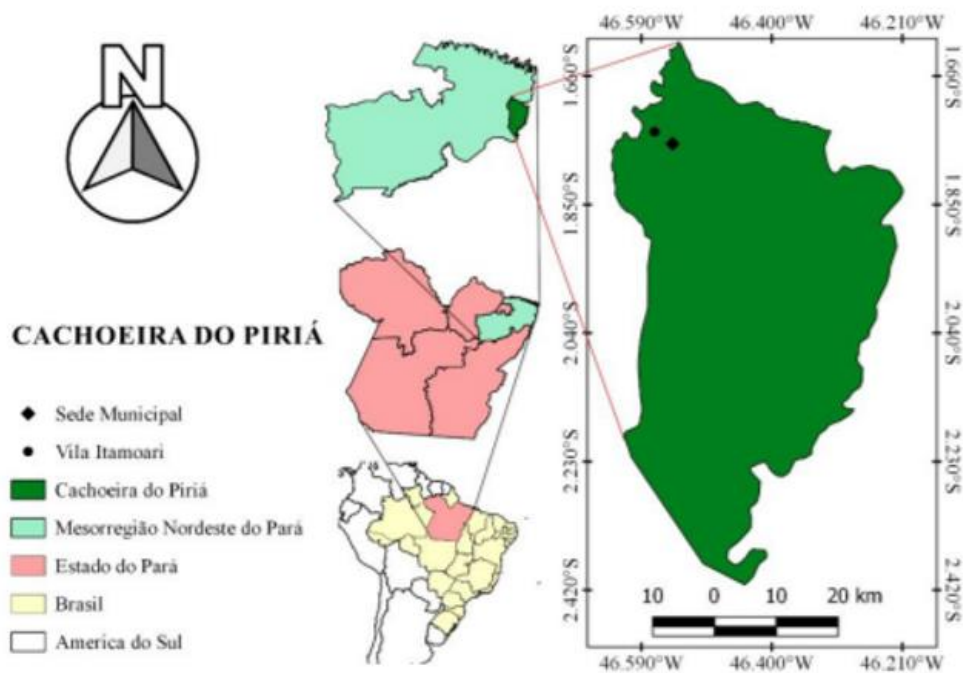 N
CACHOEIRA DO PIRIÁ
Sede Municipal
Vila Itamoari
Cachoeira do Piriá
Mesorregião Nordeste do Pará
Estado do Pará
Brasil
America do Sul
46.590°W 46.400°W 46.210°W
1.660°S 1.660°S
1.850°S 1.850°S
2.040°S 2.040°S
2.230°S 2.230°S
2.420°S 2.420°S
10 0 10 20 km
46.590°W 46.400°W 46.210°W